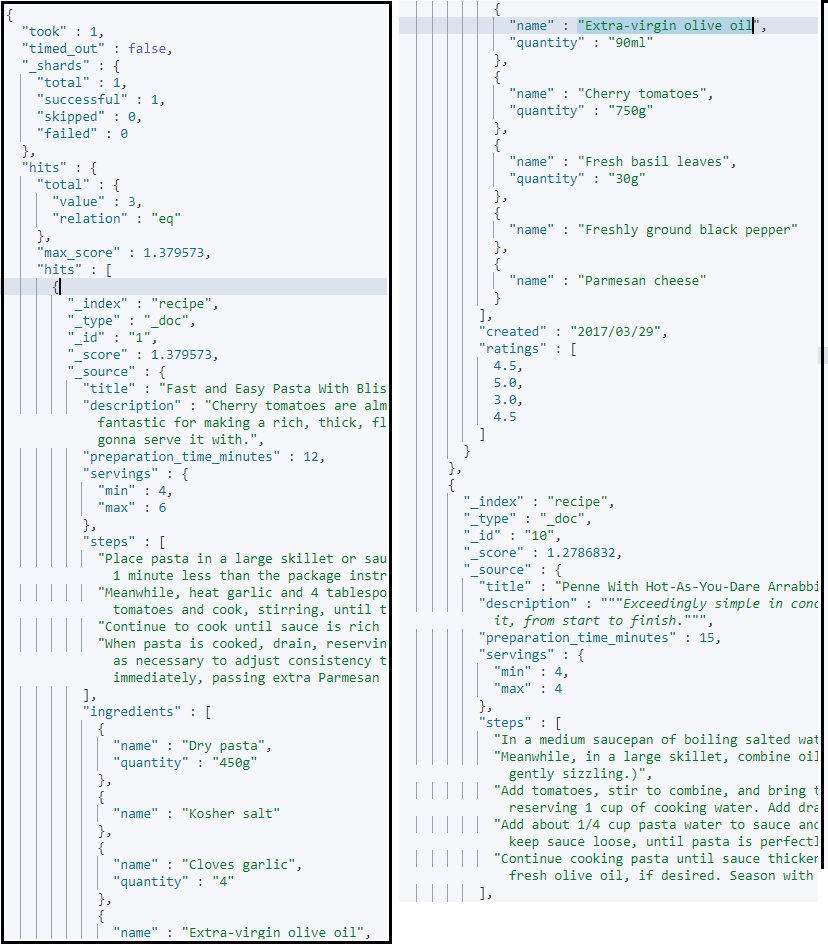 {
"took" : 1,
"timed_out" : false,
"_shards" : {
"total" : 1,
"successful" : 1,
"skipped" : 0,
"failed" : 0
},
"hits" : {
"total" : {
"value" : 3,
"relation" : "eq"
},
"max_score" : 1.379573,
"hits" : [
{
"_index" : "recipe",
"_type" : "_doc",
"_id" : "1",
"_score" : 1.379573,
"_source" : {
"title" : "Fast and Easy Pasta With Blis
"description" : "Cherry tomatoes are alm
fantastic for making a rich, thick, fl
gonna serve it with.",
"preparation_time_minutes" : 12,
"servings" : {
"min" : 4,
"max" : 6
},
"steps" : [
"Place pasta in a large skillet or sau
1 minute less than the package instr
"Meanwhile, heat garlic and 4 tablespo
tomatoes and cook, stirring, until t
"Continue to cook until sauce is rich
"When pasta is cooked, drain, reservin
as necessary to adjust consistency t
immediately, passing extra Parmesan
],
"ingredients" : [
{
"name" : "Dry pasta",
"quantity" : "450g"
},
{
"name" : "Kosher salt"
},
{
"name" : "Cloves garlic",
"quantity" : "4"
},
{
"name" : "Extra-virgin olive oil",
{
"name" : "Extra-virgin olive oil",
"quantity" : "90ml"
},
{
"name" : "Cherry tomatoes",
"quantity" : "750g"
},
{
"name" : "Fresh basil leaves",
"quantity" : "30g"
},
{
"name" : "Freshly ground black pepper"
},
{
"name" : "Parmesan cheese"
}
],
"created" : "2017/03/29",
"ratings" : [
4.5,
5.0,
3.0,
4.5
]
}
},
{
"_index" : "recipe",
"_type" : "_doc",
"_id" : "10",
"_score" : 1.2786832,
"_source" : {
"title" : "Penne With Hot-As-You-Dare Arrabbi
"description" : """Exceedingly simple in conc
it, from start to finish.""",
"preparation_time_minutes" : 15,
"servings" : {
"min" : 4,
"max" : 4
},
"steps" : [
"In a medium saucepan of boiling salted wat
"Meanwhile, in a large skillet, combine oil
gently sizzling.)",
"Add tomatoes, stir to combine, and bring t
reserving 1 cup of cooking water. Add dra
"Add about 1/4 cup pasta water to sauce and
keep sauce loose, until pasta is perfectl
"Continue cooking pasta until sauce thicken
fresh olive oil, if desired. Season with
],